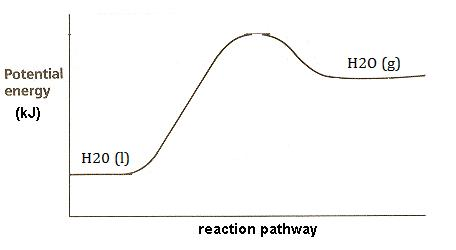 H2O (g)
Potential
energy
(kJ)
H20 (l)
reaction pathway